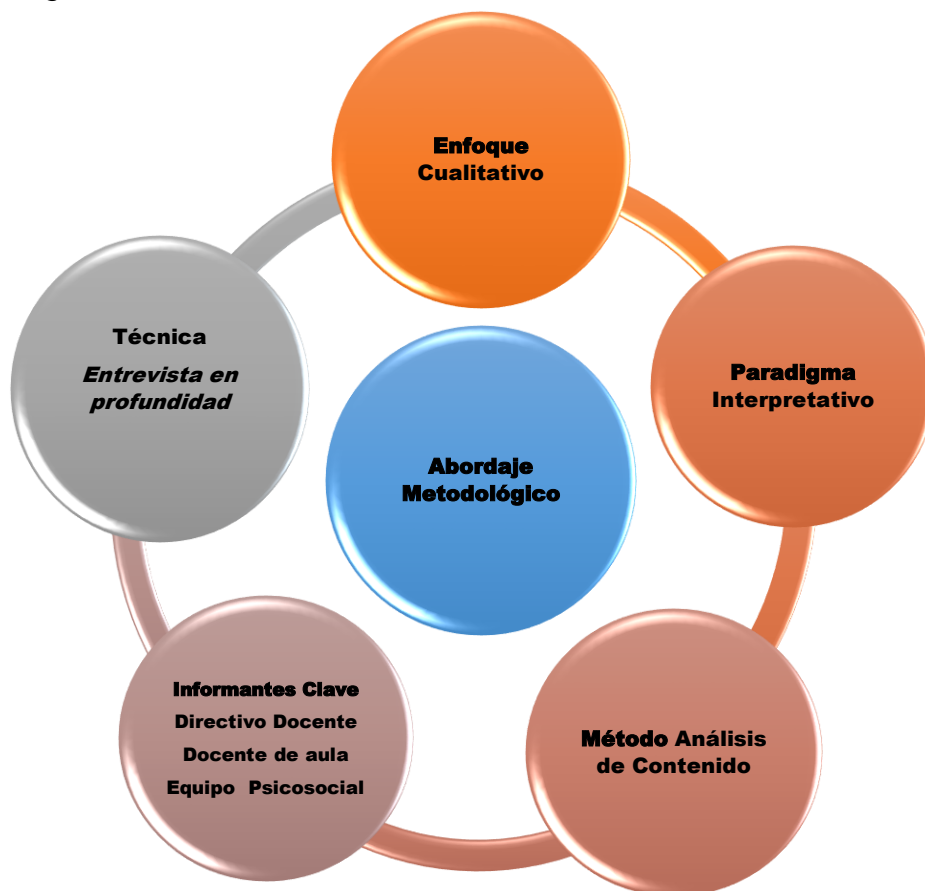 Enfoque
Cualitativo
Paradigma
Interpretativo
Método Análisis
de Contenido
Informantes Clave
Directivo Docente
Docente de aula
Equipo Psicosocial
Técnica
Entrevista en
profundidad
Abordaje
Metodológico